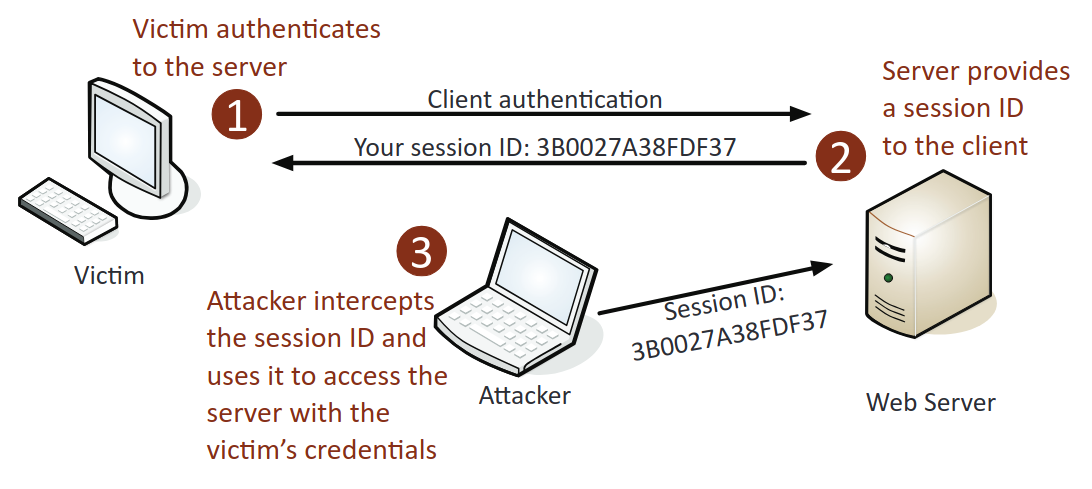 Victim authenticates
to the server
1
Client authentication
Your session ID: 3B0027A38FDF37
Server provides
a session ID
to the client
2
Victim
3
Attacker intercepts
the session ID and
uses it to access the
server with the
victim's credentials
Attacker
Session ID:
3B0027A38FDF37
Web Server